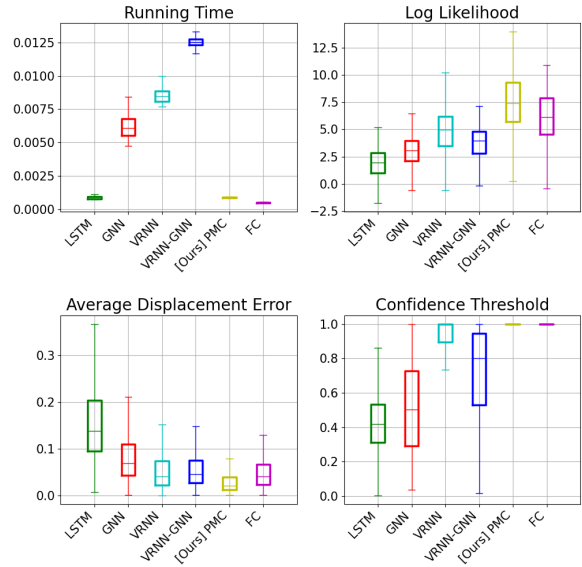 Running Time
0.0125
0.0100
0.0075
0.0050
0.0025
0.0000
LSTM
GNN
VRNN
VRNN-GNN
[Ours] PMC
FC
Log Likelihood
12.5
10.0
7.5
5.0
2.5
0.0
−2.5
LSTM
GNN
VRNN
VRNN-GNN
[Ours] PMC
FC
Average Displacement Error
0.3
0.2
0.1
0.0
LSTM
GNN
VRNN
VRNN-GNN
[Ours] PMC
FC
Confidence Threshold
1.0
0.8
0.6
0.4
0.2
0.0
LSTM
GNN
VRNN
VRNN-GNN
[Ours] PMC
FC